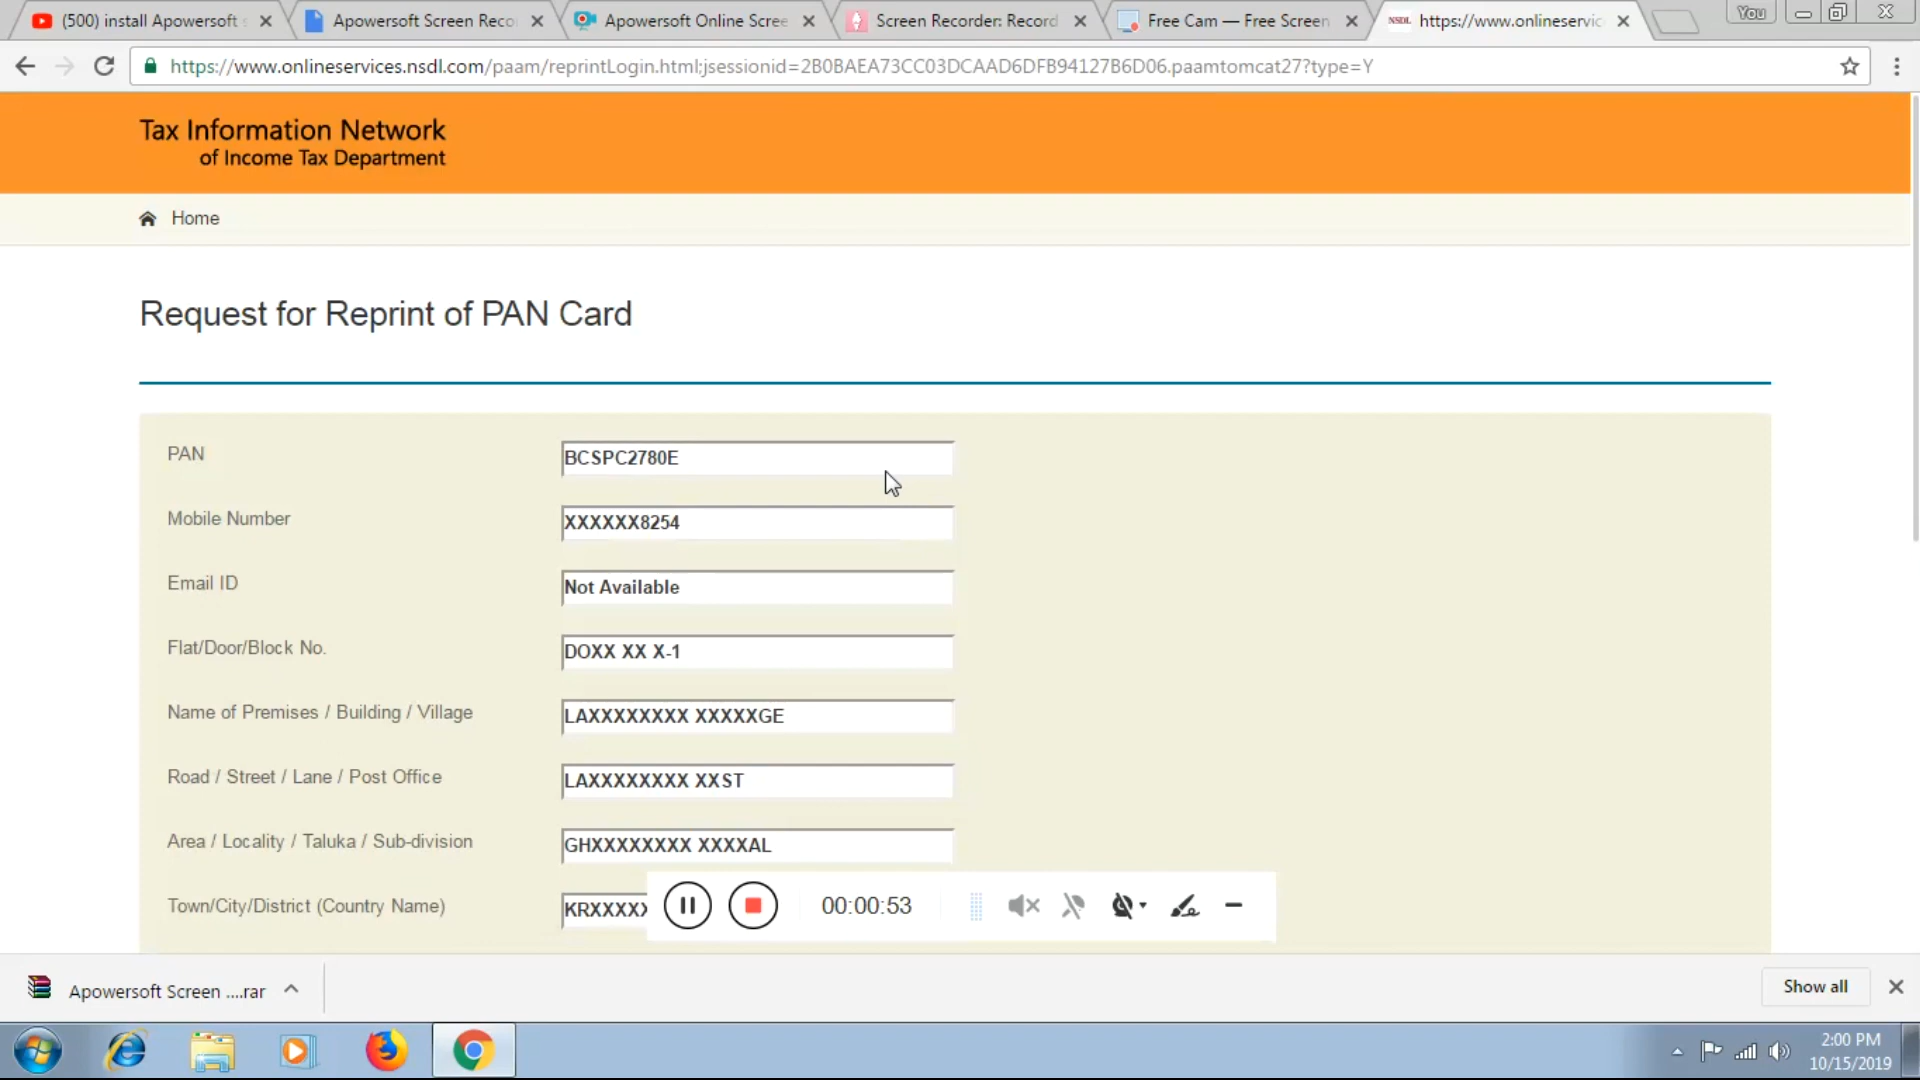 (500) install Apowersoft s
Apowersoft Screen Reco
Apowersoft Online Scree
Screen Recorder: Record
Free Cam — Free Screen
NSDL https://www.onlineservic
You
https://www.onlineservices.nsdl.com/paam/reprintLogin.html;jsessionid=2B0BAEA73CC03DCAAD6DFB94127B6D06.paamtomcat27?type=Y
Tax Information Network
of Income Tax Department
Home
Request for Reprint of PAN Card
PAN BCSPC2780E
Mobile Number XXXXXX8254
Email ID Not Available
Flat/Door/Block No. DOXX XX X-1
Name of Premises / Building / Village LAXXXXXXXX XXXXXGE
Road / Street / Lane / Post Office LAXXXXXXXX XXST
Area / Locality / Taluka / Sub-division GHXXXXXXXX XXXXAL
Town/City/District (Country Name) KRXXXXX
00:00:53
Apowersoft Screen ....rar
Show all
2:00 PM
10/15/2019